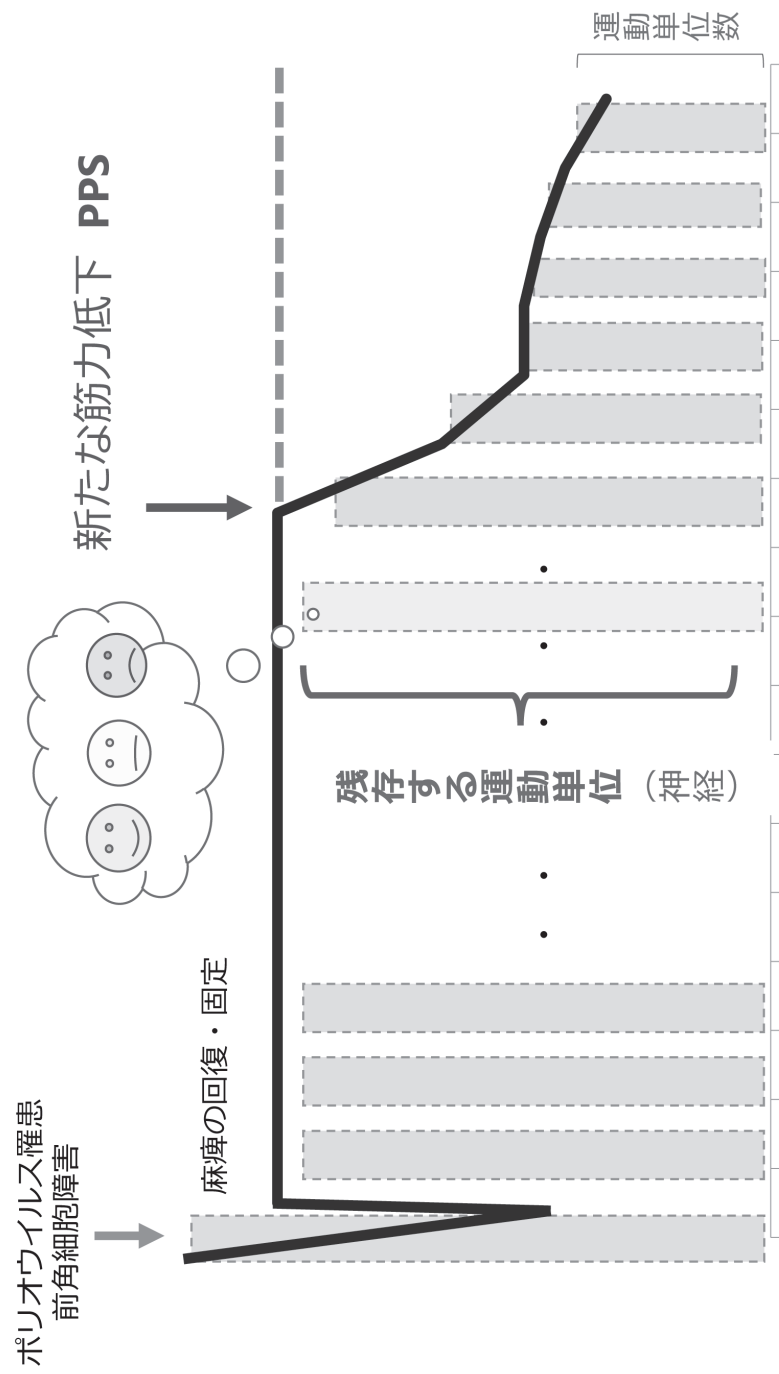 ポリオウイルス罹患
前角細胞障害
麻痺の回復・固定
新たな筋力低下 PPS
残存する運動単位（神経）
運動単位数